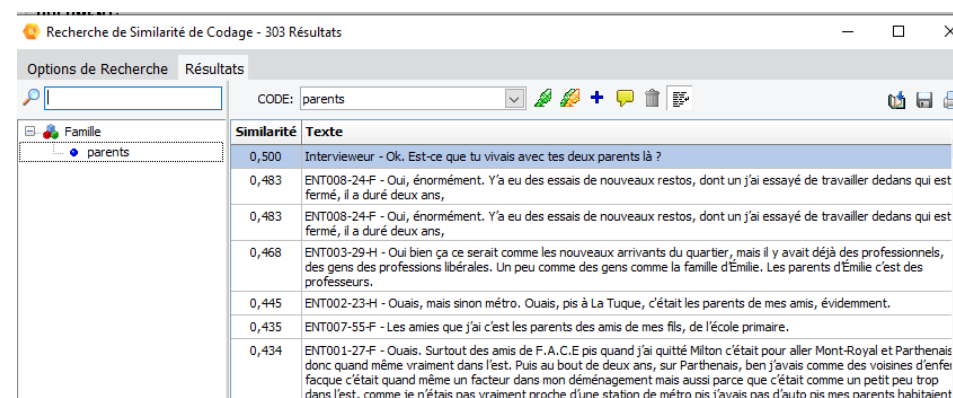 Recherche de Similarité de Codage - 303 Résultats
Options de Recherche Résultats
CODE: parents
Famille
parents
Similarité Texte
0,500 Intervieweur - Ok. Est-ce que tu vivais avec tes deux parents là ?
0,483 ENT008-24-F - Oui, énormément. Y'a eu des essais de nouveaux restos, dont un j'ai essayé de travailler dedans qui est
fermé, il a duré deux ans,
0,483 ENT008-24-F - Oui, énormément. Y'a eu des essais de nouveaux restos, dont un j'ai essayé de travailler dedans qui est
fermé, il a duré deux ans,
0,468 ENT003-29-H - Oui bien ça ce serait comme les nouveaux arrivants du quartier, mais il y avait déjà des professionnels,
des gens des professions libérales. Un peu comme des gens comme la famille d'Émilie. Les parents d'Émilie c'est des
professeurs.
0,445 ENT002-23-H - Ouais, mais sinon métro. Ouais, pis à La Tuque, c'était les parents de mes amis, évidemment.
0,435 ENT007-55-F - Les amies que j'ai c'est les parents des amis de mes fils, de l'école primaire.
0,434 ENT001-27-F - Ouais. Surtout des amis de F.A.C.E pis quand j'ai quitté Milton c'était pour aller Mont-Royal et Parthenais
donc quand même vraiment dans l'est. Puis au bout de deux ans, sur Parthenais, ben j'avais comme des voisines d'enfer
facque c'était quand même un facteur dans mon déménagement mais aussi parce que c'était comme un petit peu trop
dans l'est, comme je n'étais pas vraiment proche d'une station de métro pis j'avais pas d'auto pis mes parents habitaient